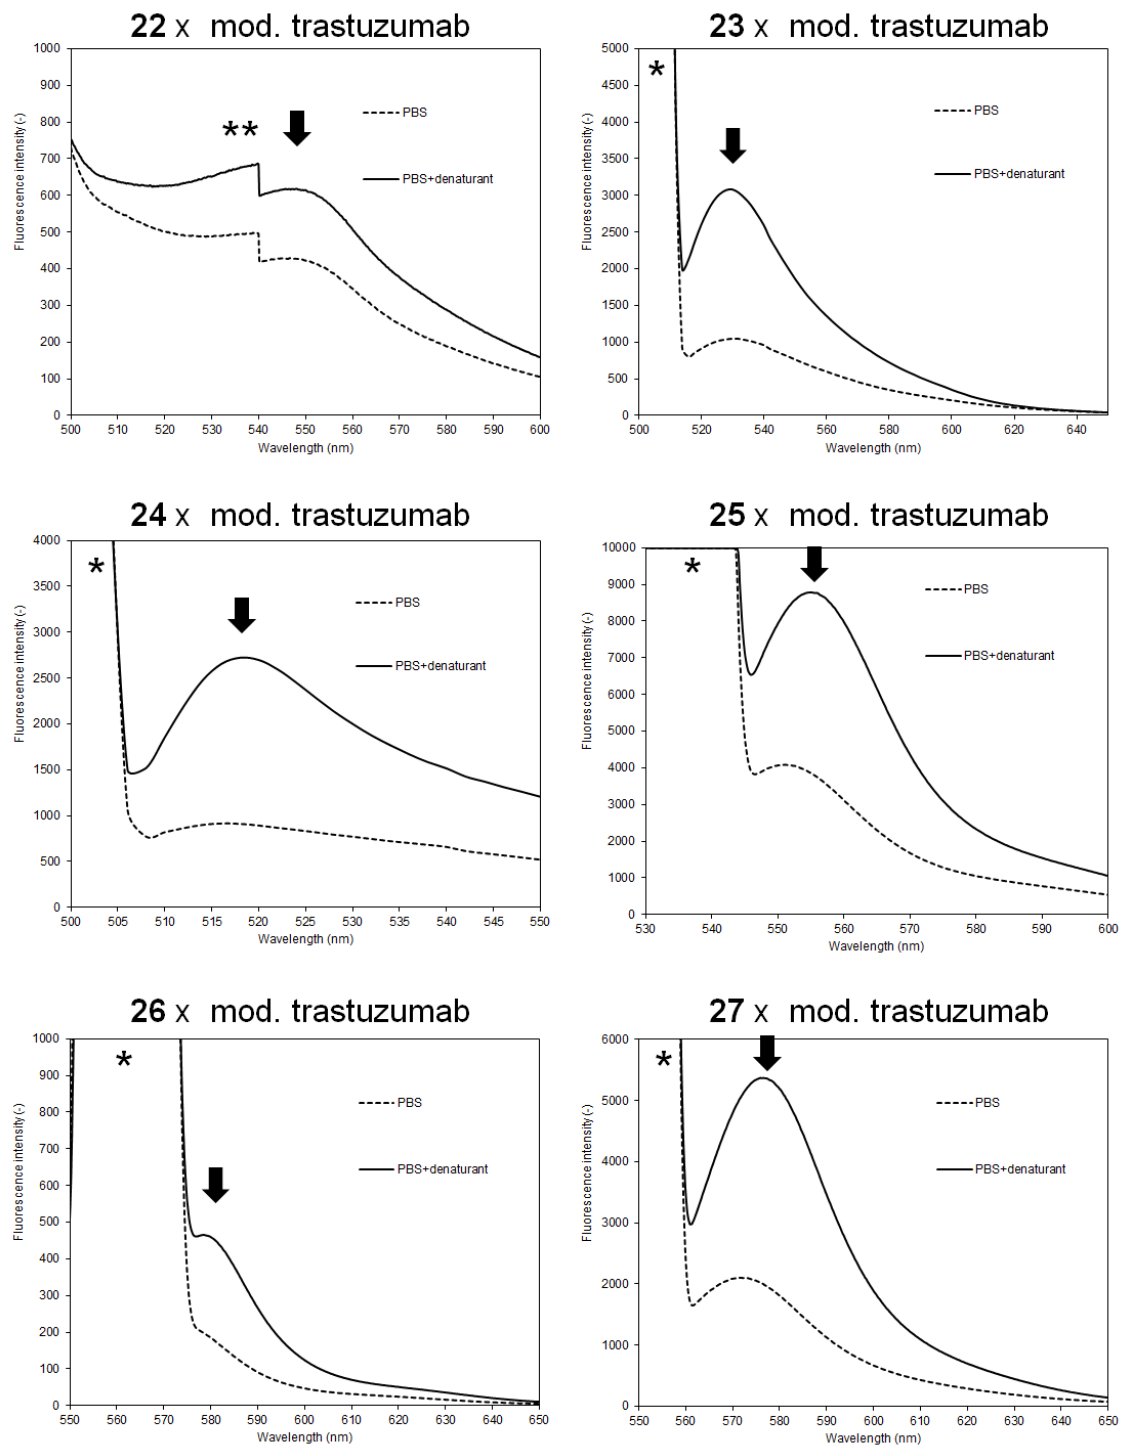 22 x mod. trastuzumab
1000
900
800
700
600
500
400
300
200
100
0
Fluorescence intensity (-)
**
PBS
PBS+denaturant
500 510 520 530 540 550 560 570 580 590 600
Wavelength (nm)
23 x mod. trastuzumab
5000
4500
4000
3500
3000
2500
2000
1500
1000
500
0
Fluorescence intensity (-)
*
PBS
PBS+denaturant
500 520 540 560 580 600 620 640
Wavelength (nm)
24 x mod. trastuzumab
4000
3500
3000
2500
2000
1500
1000
500
0
Fluorescence intensity (-)
*
PBS
PBS+denaturant
500 505 510 515 520 525 530 535 540 545 550
Wavelength (nm)
25 x mod. trastuzumab
10000
9000
8000
7000
6000
5000
4000
3000
2000
1000
0
Fluorescence intensity (-)
*
PBS
PBS+denaturant
530 540 550 560 570 580 590 600
Wavelength (nm)
26 x mod. trastuzumab
1000
900
800
700
600
500
400
300
200
100
0
Fluorescence intensity (-)
*
PBS
PBS+denaturant
550 560 570 580 590 600 610 620 630 640 650
Wavelength (nm)
27 x mod. trastuzumab
6000
5000
4000
3000
2000
1000
0
Fluorescence intensity (-)
*
PBS
PBS+denaturant
550 560 570 580 590 600 610 620 630 640 650
Wavelength (nm)